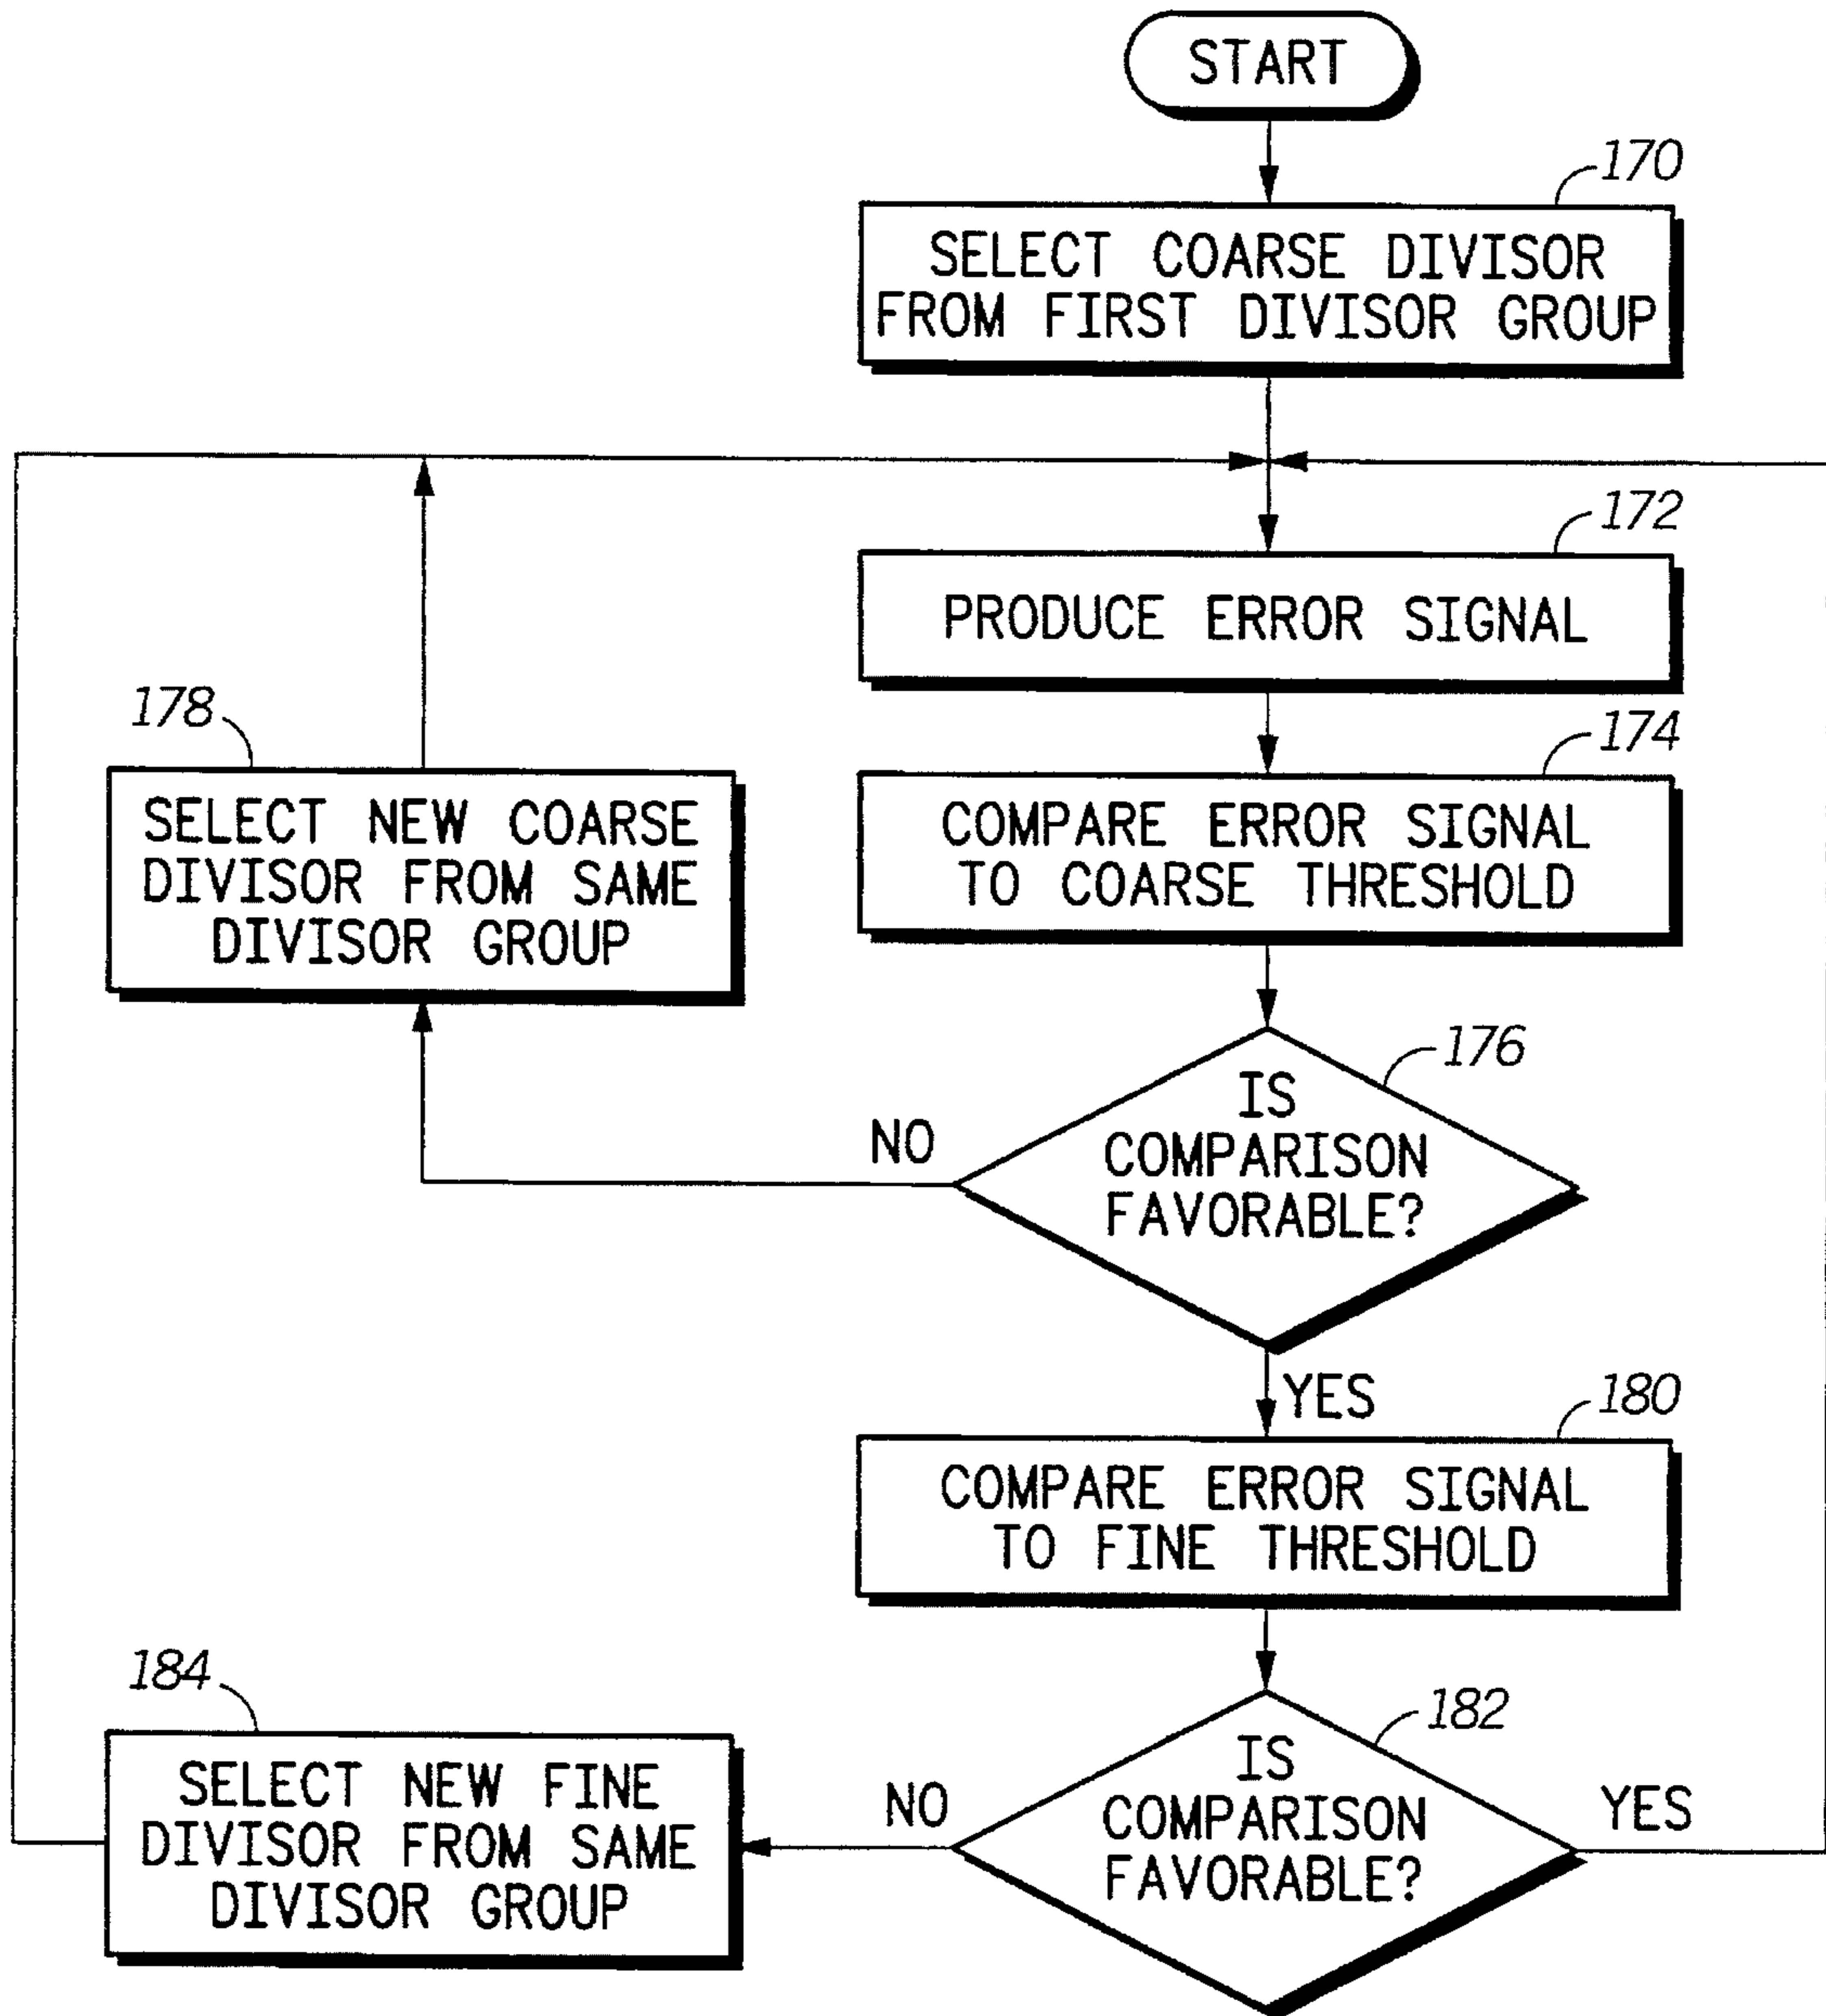 START
170
SELECT COARSE DIVISOR
FROM FIRST DIVISOR GROUP
172
PRODUCE ERROR SIGNAL
178
SELECT NEW COARSE
DIVISOR FROM SAME
DIVISOR GROUP
174
COMPARE ERROR SIGNAL
TO COARSE THRESHOLD
176
IS
COMPARISON
FAVORABLE?
NO
YES
180
COMPARE ERROR SIGNAL
TO FINE THRESHOLD
184
SELECT NEW FINE
DIVISOR FROM SAME
DIVISOR GROUP
NO
182
IS
COMPARISON
FAVORABLE?
YES